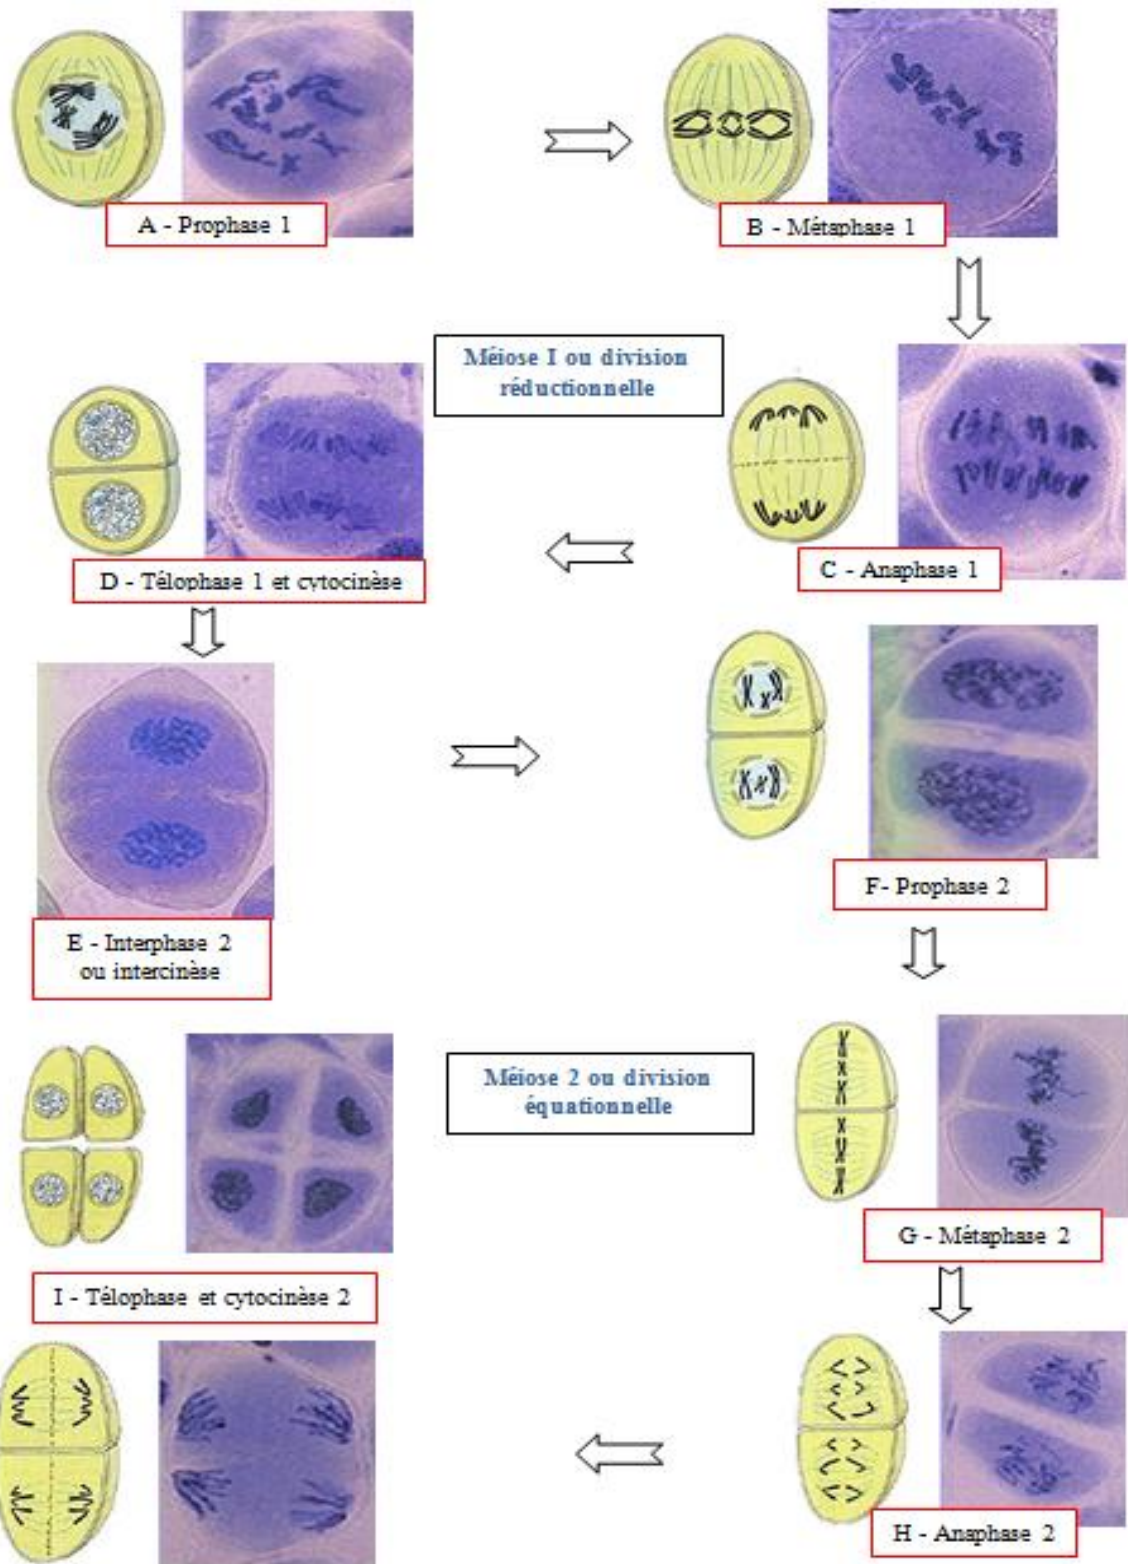 A - Prophase 1
B - Métaphase 1
Méiose I ou division
réductionnelle
C - Anaphase 1
D - Télophase 1 et cytocinèse
E - Interphase 2
ou intercinèse
F- Prophase 2
Méiose 2 ou division
équationnelle
G - Métaphase 2
H - Anaphase 2
I - Télophase et cytocinèse 2